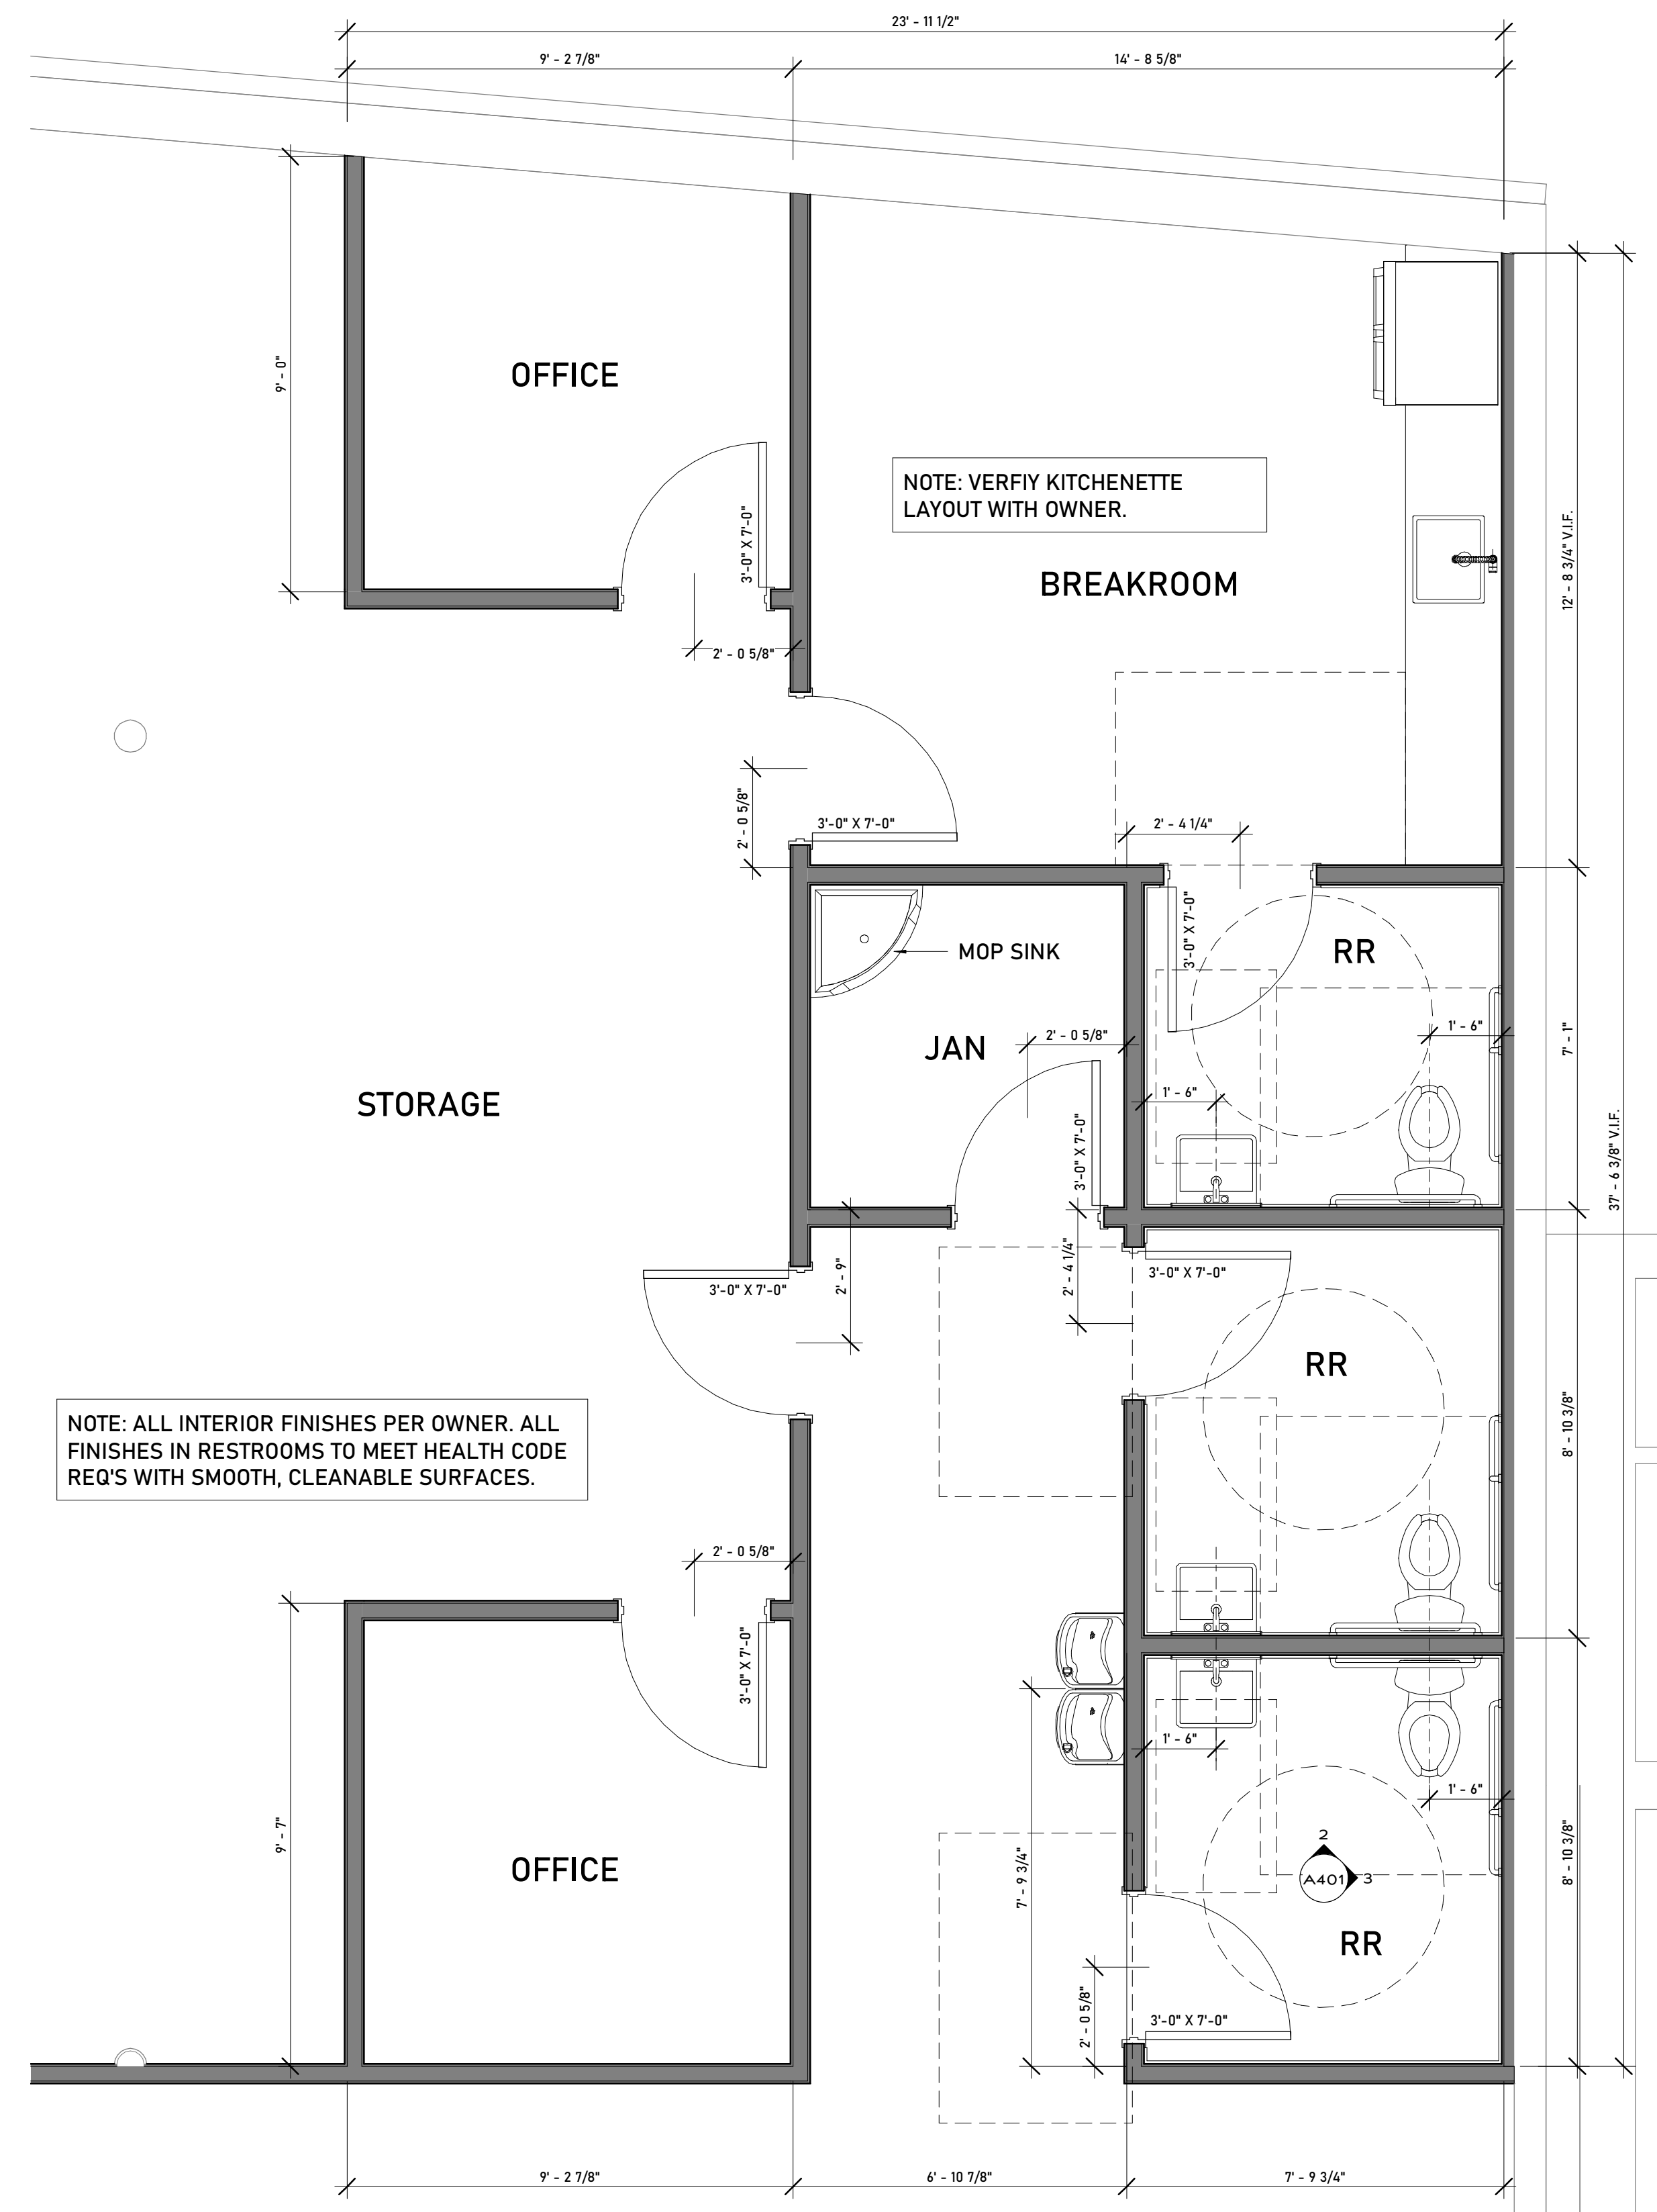 23' - 11 1/2"
9' - 2 7/8"
14' - 8 5/8"
9' - 0"
OFFICE
3'-0" X 7'-0"
2' - 0 5/8"
NOTE: VERFIY KITCHENETTE
LAYOUT WITH OWNER.
BREAKROOM
12' - 8 3/4" V.I.F.
2' - 0 5/8"
3'-0" X 7'-0"
2' - 4 1/4"
3'-0" X 7'-0"
RR
MOP SINK
JAN
2' - 0 5/8"
1' - 6"
7' - 1"
1' - 6"
STORAGE
3'-0" X 7'-0"
37' - 6 3/8" V.I.F.
3'-0" X 7'-0"
2' - 9"
2' - 4 1/4"
3'-0" X 7'-0"
RR
8' - 10 3/8"
NOTE: ALL INTERIOR FINISHES PER OWNER. ALL
FINISHES IN RESTROOMS TO MEET HEALTH CODE
REQ'S WITH SMOOTH, CLEANABLE SURFACES.
2' - 0 5/8"
3'-0" X 7'-0"
1' - 6"
1' - 6"
9' - 7"
OFFICE
7' - 9 3/4"
2
A401
3
8' - 10 3/8"
RR
2' - 0 5/8"
3'-0" X 7'-0"
9' - 2 7/8"
6' - 10 7/8"
7' - 9 3/4"